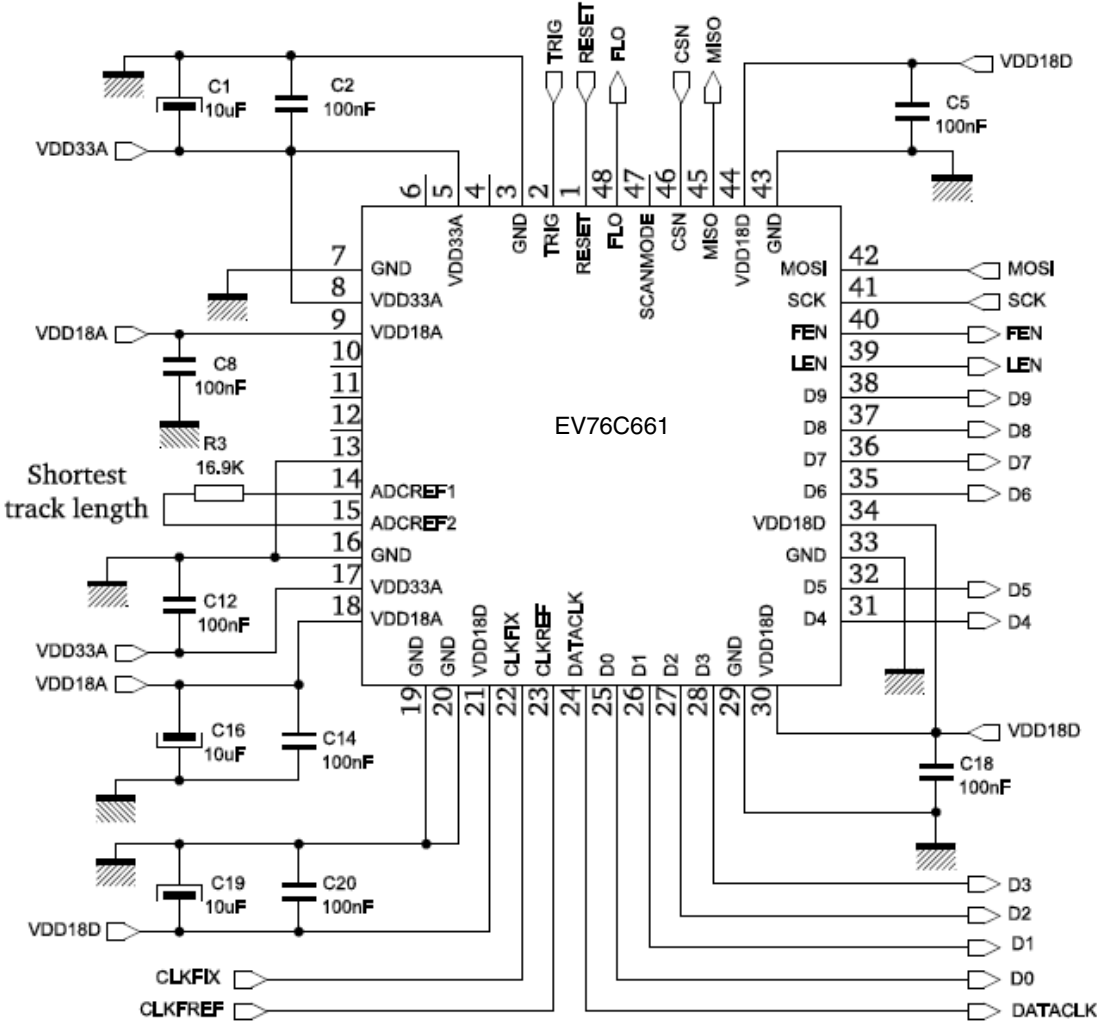 TRIG
RESET
FLO
CSN
MISO
VDD18D
C1
10uF
C2
100nF
C5
100nF
VDD33A
6
5
4
3
2
1
48
47
46
45
44
43
VDD33A
GND
TRIG
RESET
FLO
SCANMODE
CSN
MISO
VDD18D
GND
7
GND
8
VDD33A
VDD18A
9
VDD18A
C8
100nF
10
11
12
13
R3
16.9K
Shortest
track length
14
ADCREF1
15
ADCREF2
16
GND
17
VDD33A
18
VDD18A
C12
100nF
VDD33A
VDD18A
EV76C661
MOSI
42
MOSI
SCK
41
SCK
FEN
40
FEN
LEN
39
LEN
D9
38
D9
D8
37
D8
D7
36
D7
D6
35
D6
VDD18D
34
GND
33
D5
32
D5
D4
31
D4
GND
GND
VDD18D
CLKFIX
CLKREF
DATACLK
D0
D1
D2
D3
GND
VDD18D
19
20
21
22
23
24
25
26
27
28
29
30
C16
10uF
C14
100nF
VDD18D
C18
100nF
C19
10uF
C20
100nF
VDD18D
CLKFIX
CLKFREF
D3
D2
D1
D0
DATACLK